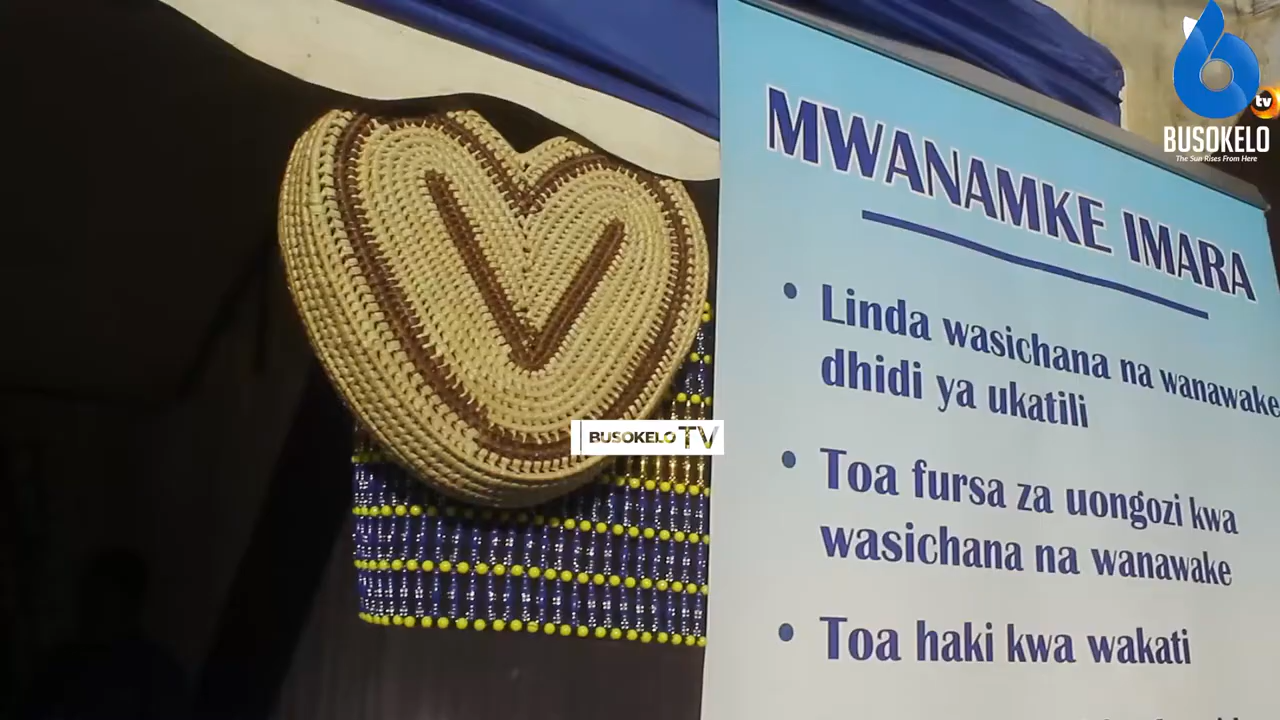 tv
BUSOKELO
The Sun Rises From Here
MWANAMKE IMARA
• Linda wasichana na wanawake
dhidi ya ukatili
• Toa fursa za uongozi kwa
wasichana na wanawake
• Toa haki kwa wakati
BUSOKELO TV